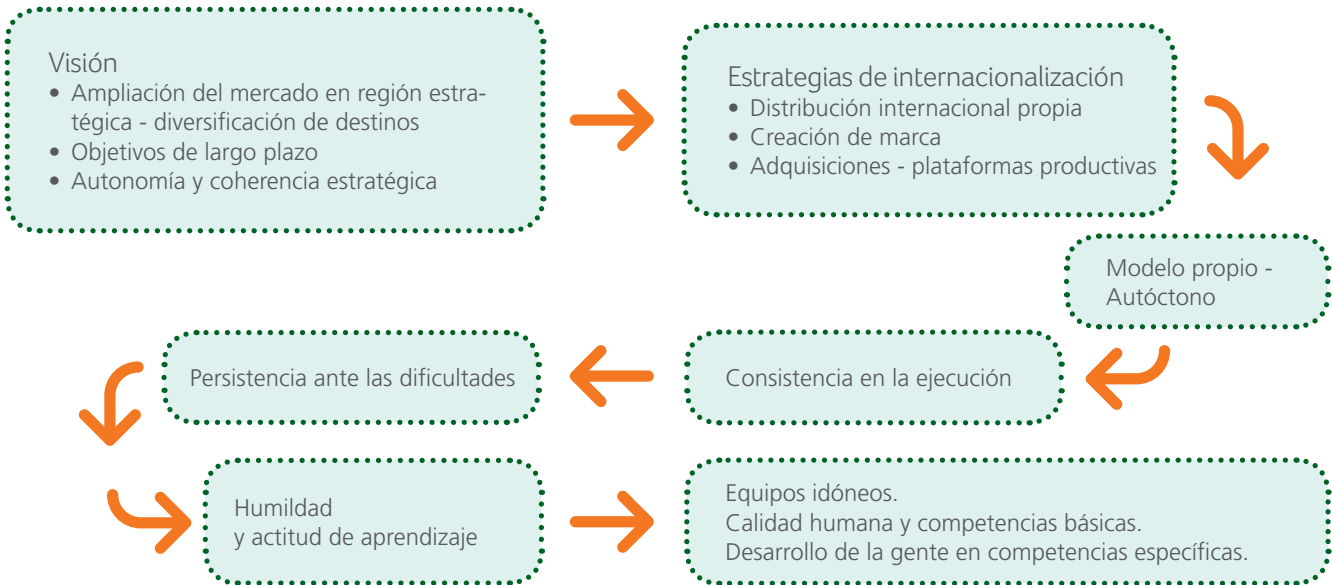 Visión
• Ampliación del mercado en región estra-
tégica - diversificación de destinos
• Objetivos de largo plazo
• Autonomía y coherencia estratégica
Estrategias de internacionalización
• Distribución internacional propia
• Creación de marca
• Adquisiciones - plataformas productivas
Modelo propio -
Autóctono
Consistencia en la ejecución
Persistencia ante las dificultades
Humildad
y actitud de aprendizaje
Equipos idóneos.
Calidad humana y competencias básicas.
Desarrollo de la gente en competencias específicas.